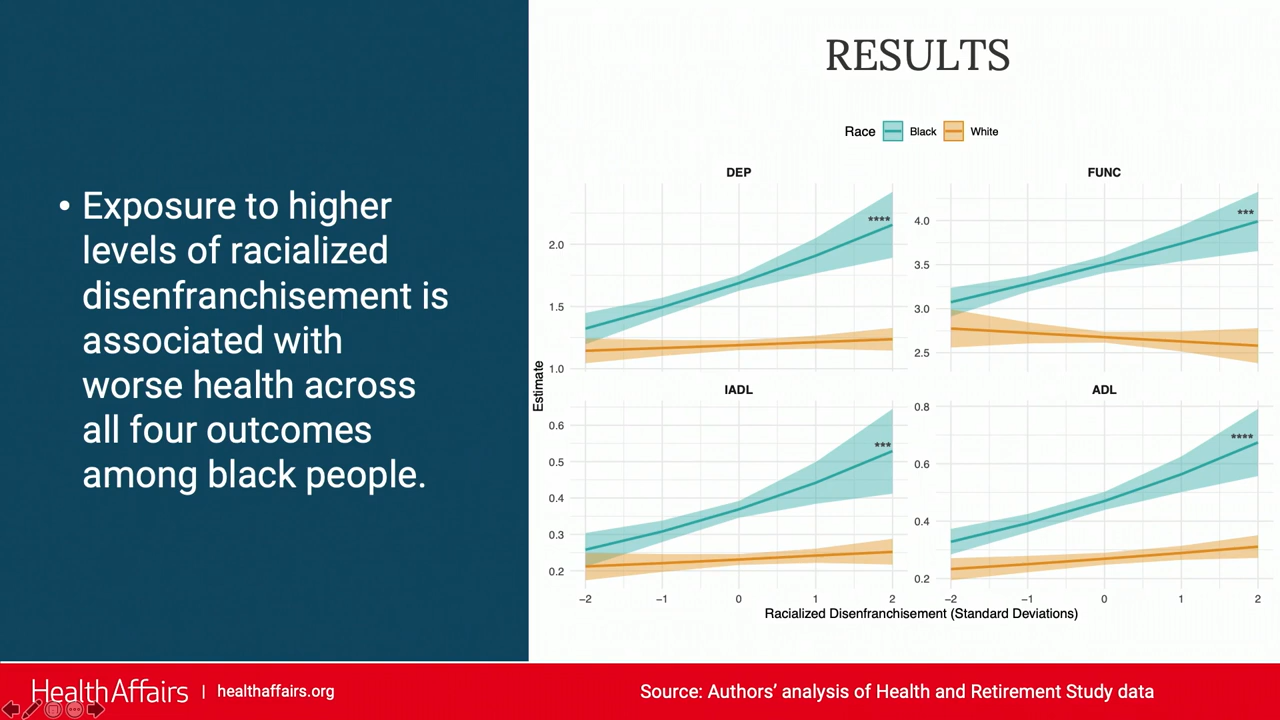 RESULTS
Race Black White
• Exposure to higher
levels of racialized
disenfranchisement is
associated with
worse health across
all four outcomes
among black people.
Estimate
DEP
2.0
1.5
1.0
****
FUNC
4.0
3.5
3.0
2.5
***
IADL
0.6
0.5
0.4
0.3
0.2
***
−2 −1 0 1 2
ADL
0.8
0.6
0.4
0.2
****
−2 −1 0 1 2
Racialized Disenfranchisement (Standard Deviations)
HealthAffairs | healthaffairs.org
Source: Authors’ analysis of Health and Retirement Study data